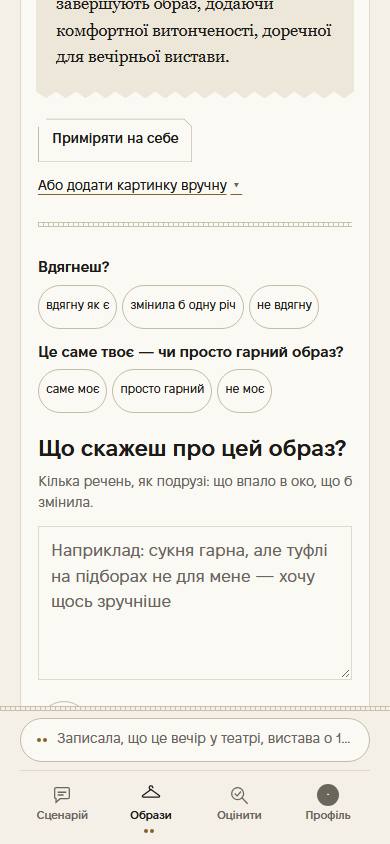 завершують образ, додаючи
комфортної витонченості, доречної
для вечірньої вистави.
Приміряти на себе
Або додати картинку вручну
Вдягнеш?
вдягну як є
змінила б одну річ
не вдягну
Це саме твоє — чи просто гарний образ?
саме моє
просто гарний
не моє
Що скажеш про цей образ?
Кілька речень, як подрузі: що впало в око, що б
змінила.
Наприклад: сукня гарна, але туфлі
на підборах не для мене — хочу
щось зручніше
Записала, що це вечір у театрі, вистава о 1...
Сценарій
Образи
Оцінити
Профіль